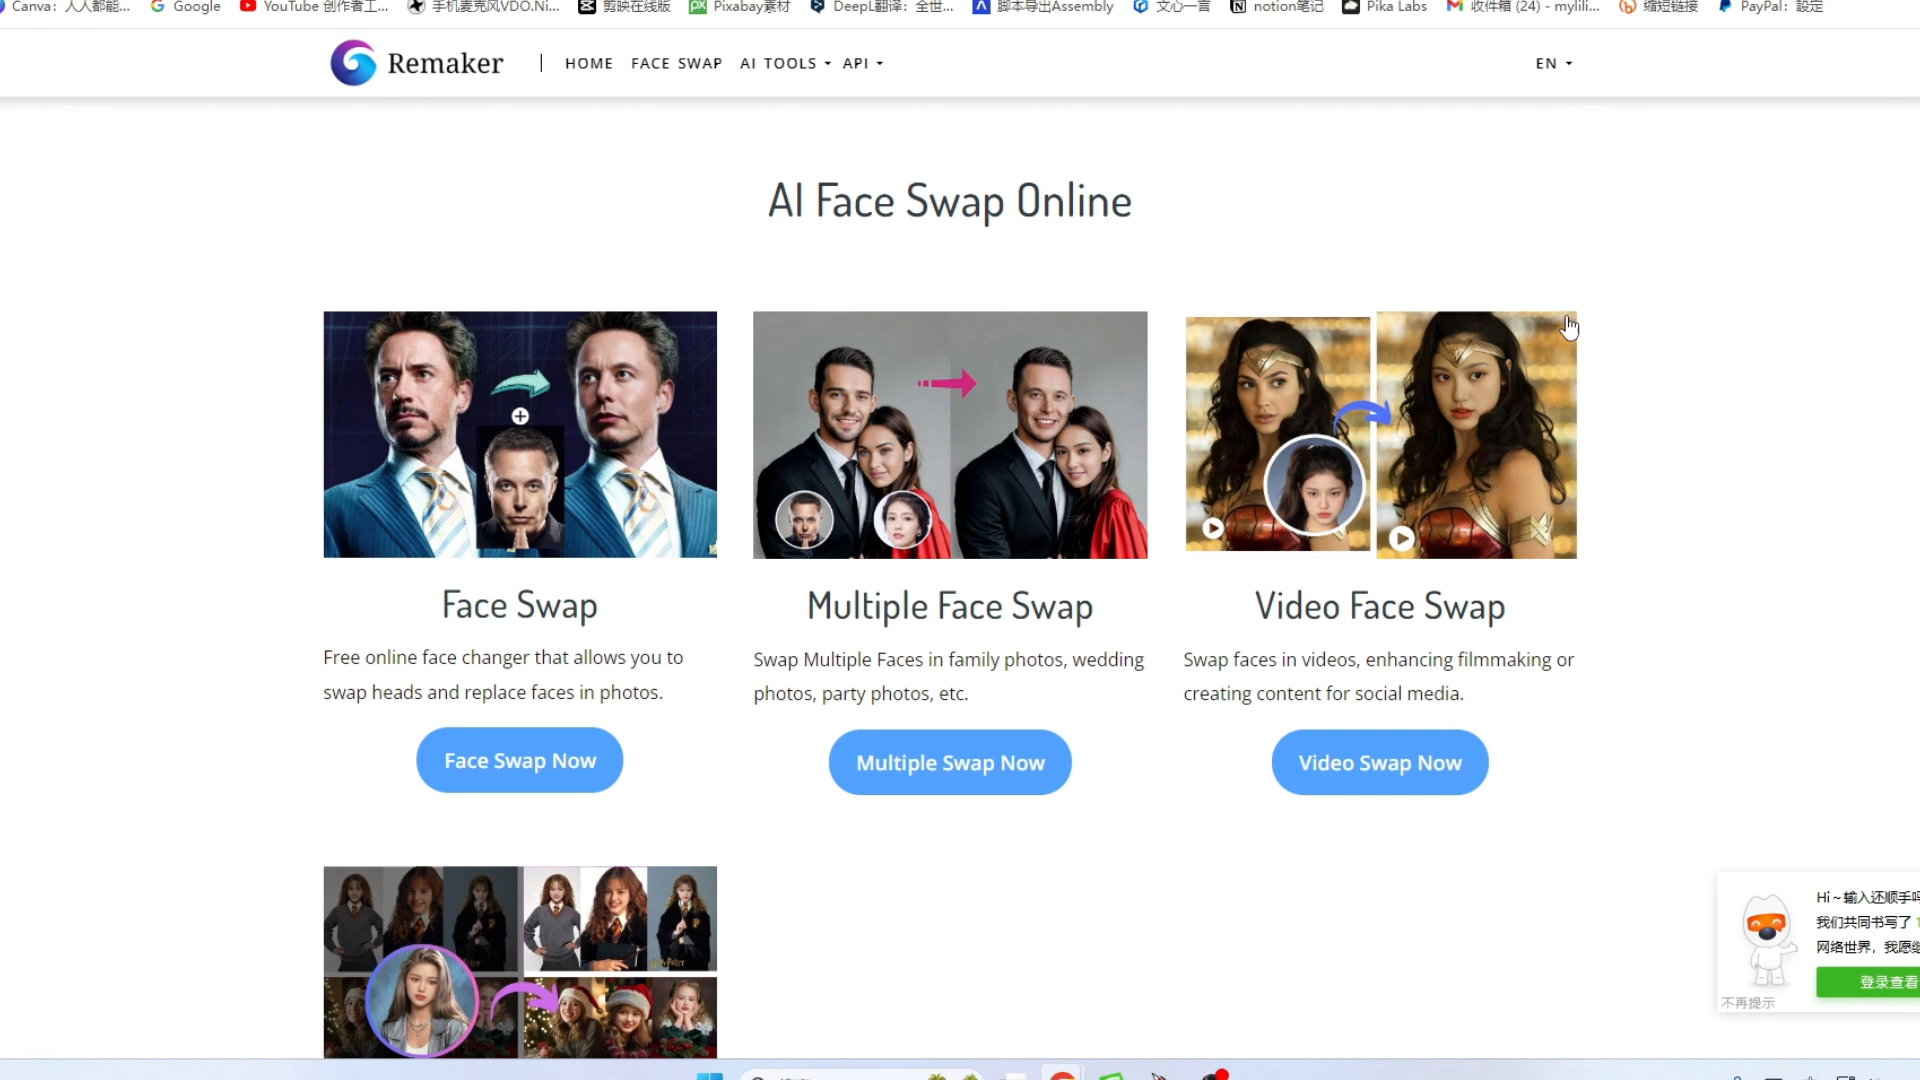 Canva：人人都能... Google YouTube 创作者工... 手机麦克风VDO.Ni... 剪映在线版 Pixabay素材 DeepL翻译：全世... 脚本导出Assembly 文心一言 notion笔记 Pika Labs 收件箱 (24) - mylili... 缩短链接 PayPal：設定
Remaker HOME FACE SWAP AI TOOLS API EN
AI Face Swap Online
Face Swap
Free online face changer that allows you to
swap heads and replace faces in photos.
Face Swap Now
Multiple Face Swap
Swap Multiple Faces in family photos, wedding
photos, party photos, etc.
Multiple Swap Now
Video Face Swap
Swap faces in videos, enhancing filmmaking or
creating content for social media.
Video Swap Now
Hi~输入还顺手吗
我们共同书写了 1
网络世界，我愿继
登录查看
不再提示